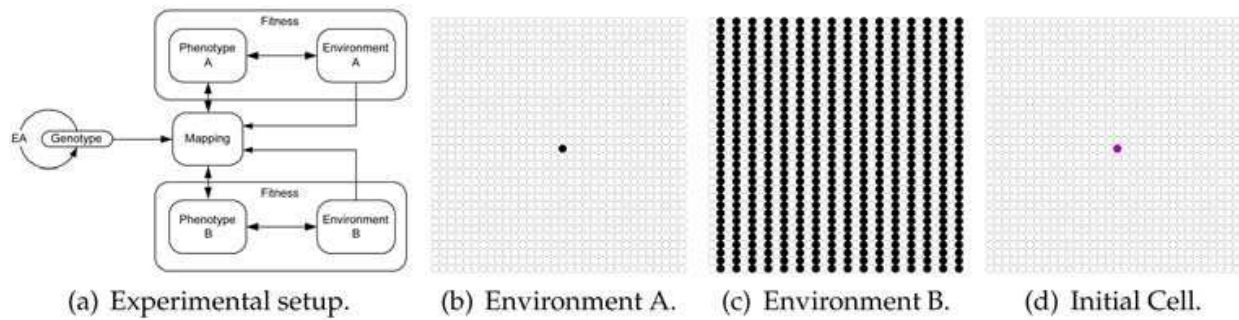 Fitness
Phenotype
A
Environment
A
EA
Genotype
Mapping
Fitness
Phenotype
B
Environment
B
(a) Experimental setup.
(b) Environment A.
(c) Environment B.
(d) Initial Cell.